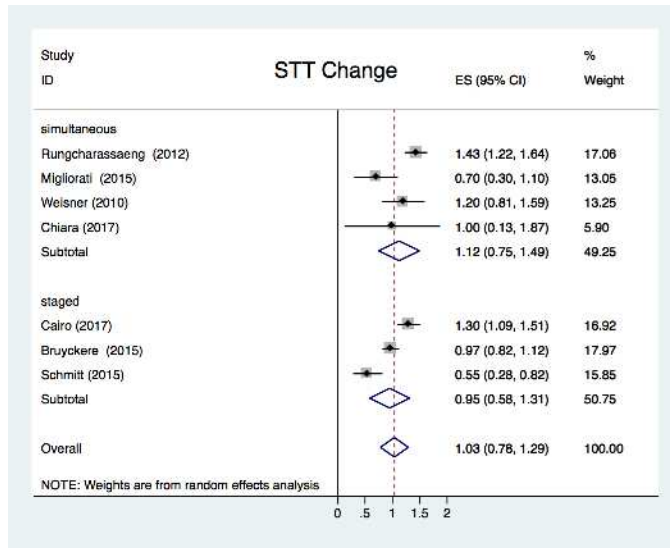 Study %
ID STT Change ES (95% CI) Weight
simultaneous
Rungcharassaeng (2012) 1.43 (1.22, 1.64) 17.06
Migliorati (2015) 0.70 (0.30, 1.10) 13.05
Weisner (2010) 1.20 (0.81, 1.59) 13.25
Chiara (2017) 1.00 (0.13, 1.87) 5.90
Subtotal 1.12 (0.75, 1.49) 49.25
staged
Cairo (2017) 1.30 (1.09, 1.51) 16.92
Bruyckere (2015) 0.97 (0.82, 1.12) 17.97
Schmitt (2015) 0.55 (0.28, 0.82) 15.85
Subtotal 0.95 (0.58, 1.31) 50.75
Overall 1.03 (0.78, 1.29) 100.00
NOTE: Weights are from random effects analysis
0 .5 1 1.5 2